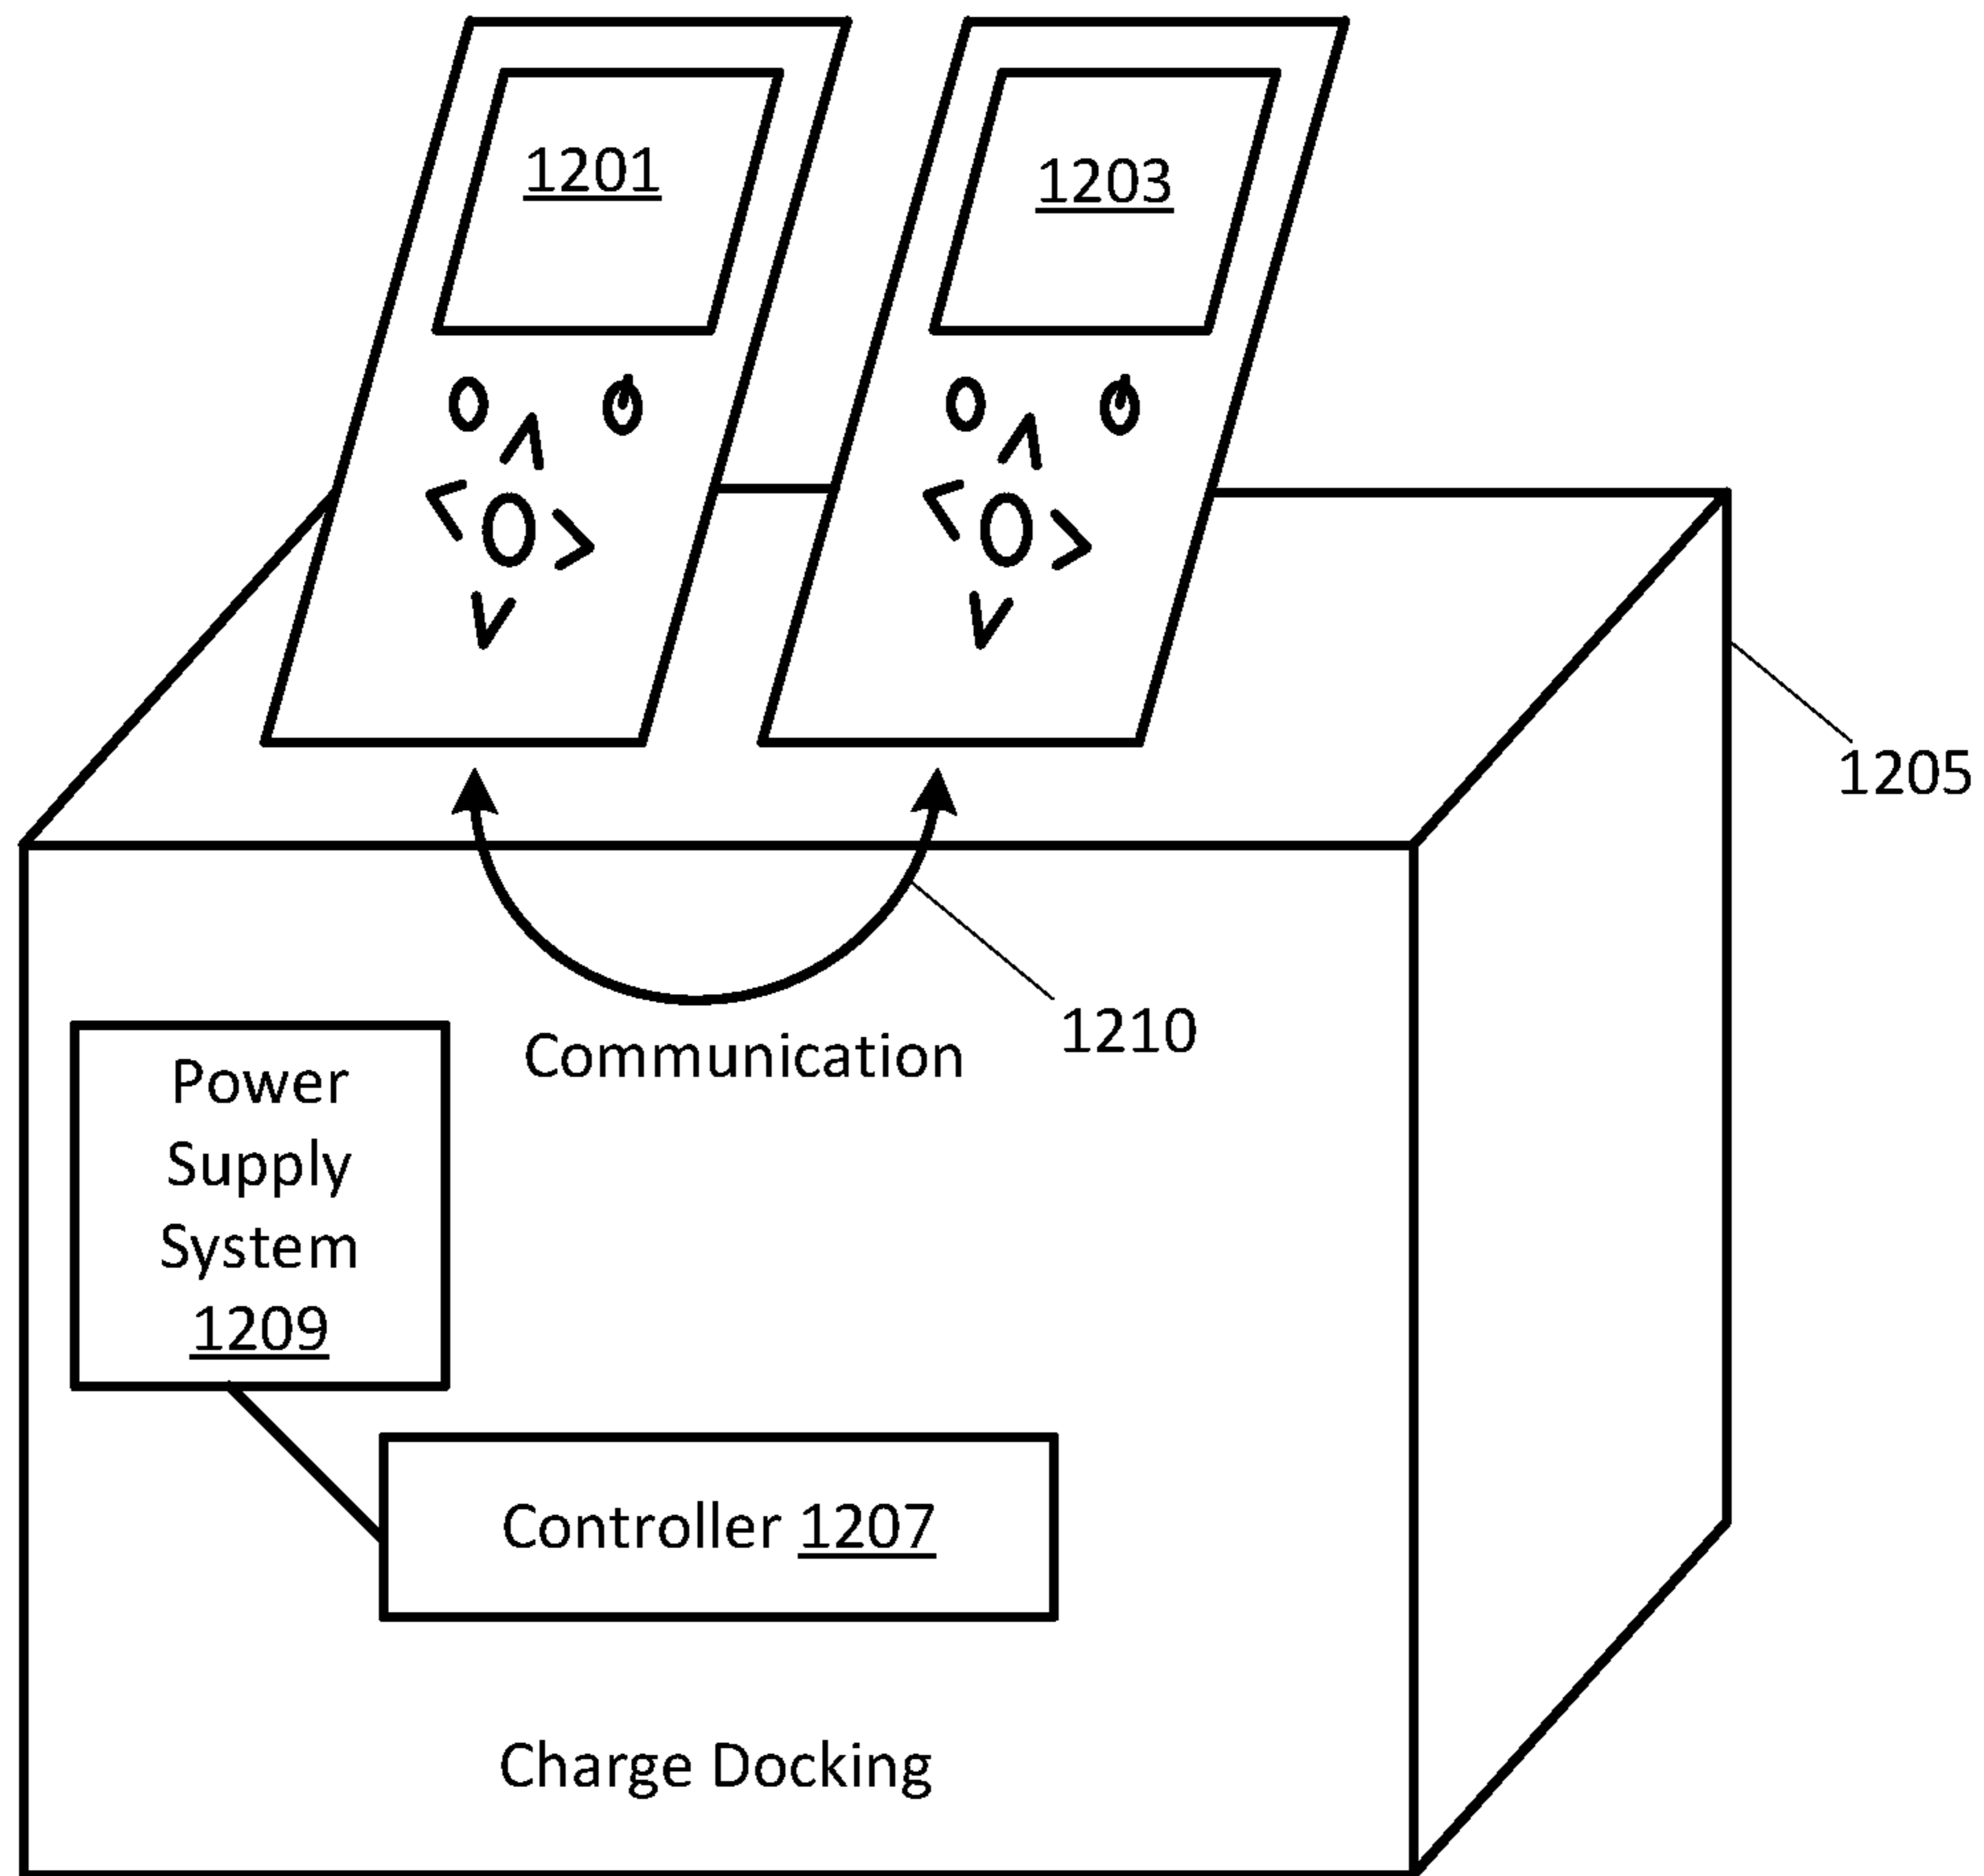 1201
1203
1205
1210
Communication
Power
Supply
System
1209
Controller 1207
Charge Docking